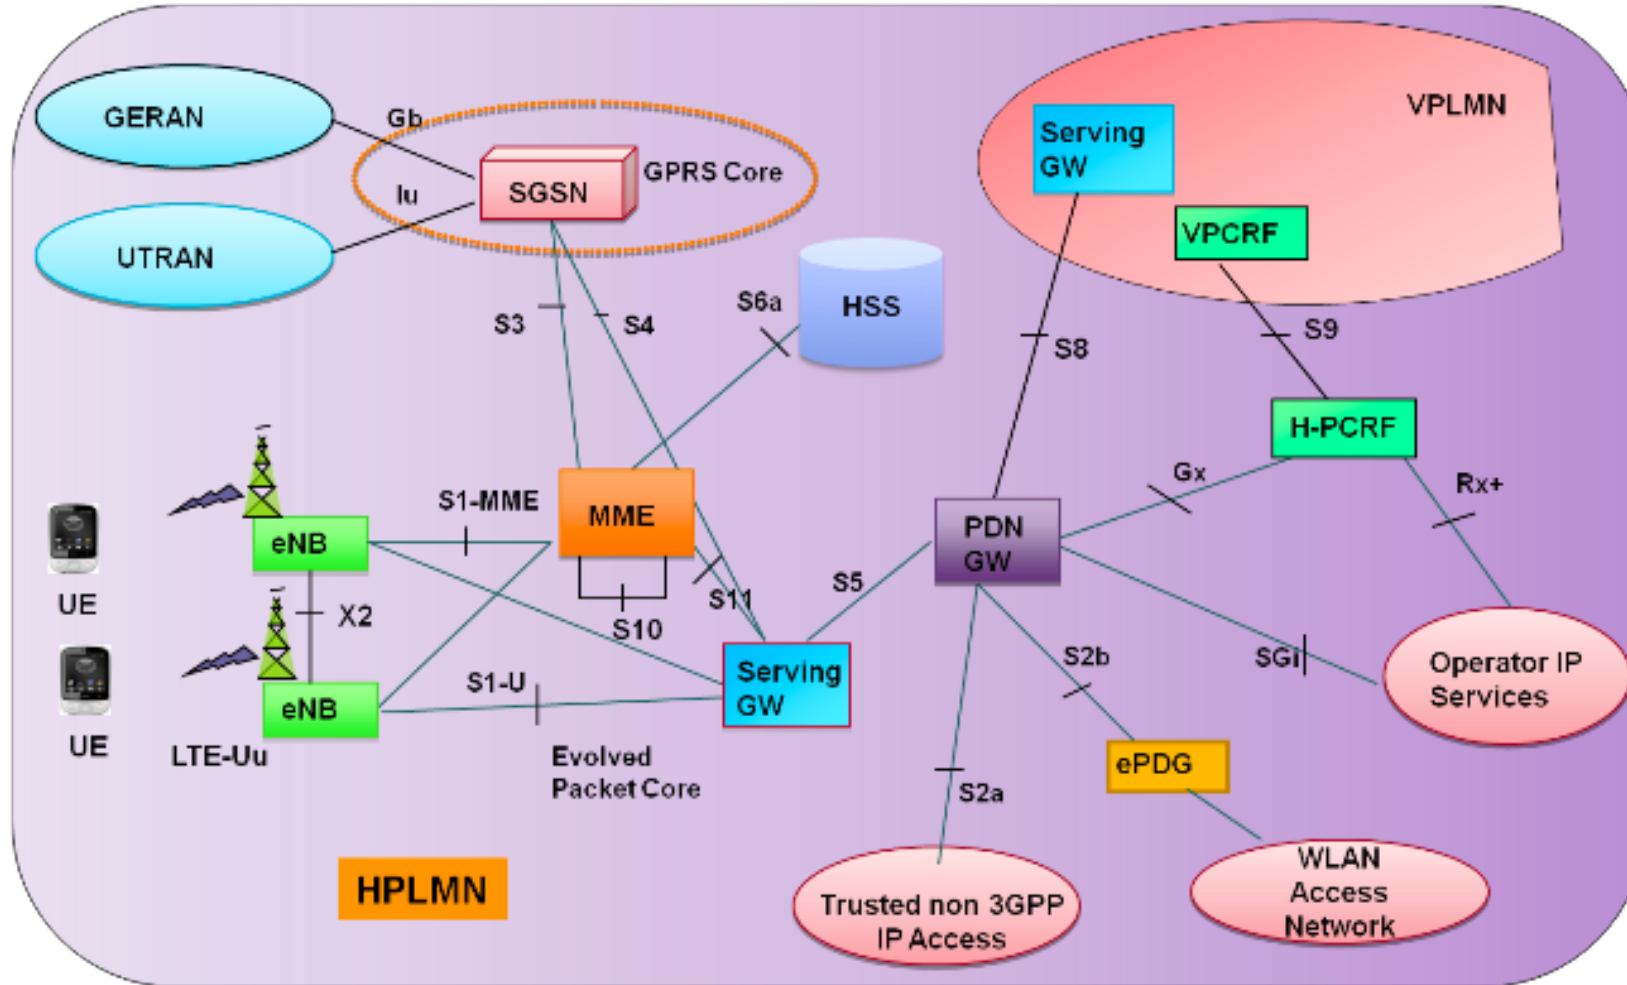 GERAN
Gb
GPRS Core
SGSN
Iu
UTRAN
VPLMN
Serving
GW
VPCRF
S3
S4
S6a
HSS
S8
S9
H-PCRF
Gx
Rx+
S1-MME
MME
eNB
UE
X2
S10
S11
S5
PDN
GW
S1-U
Serving
GW
eNB
UE
LTE-Uu
Evolved
Packet Core
S2b
SGi
Operator IP
Services
ePDG
S2a
HPLMN
Trusted non 3GPP
IP Access
WLAN
Access
Network